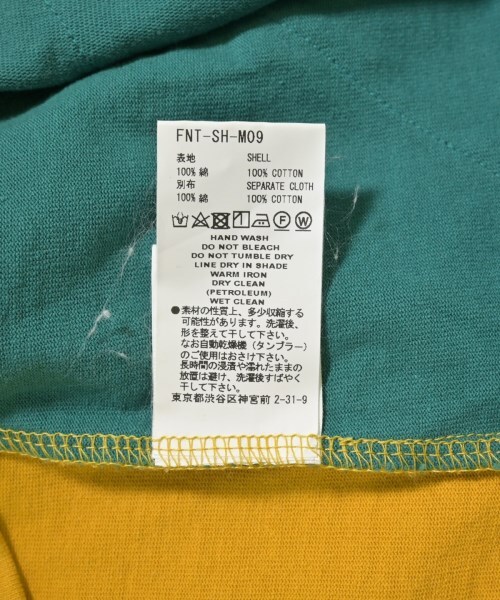 FNT-SH-M09
表地 SHELL
100% 綿 100% COTTON
別布 SEPARATE CLOTH
100% 綿 100% COTTON
F W
HAND WASH
DO NOT BLEACH
DO NOT TUMBLE DRY
LINE DRY IN SHADE
WARM IRON
DRY CLEAN
(PETROLEUM)
WET CLEAN
●素材の性質上、多少収縮する
可能性があります。洗濯後、
形を整えて干して下さい。
なお自動乾燥機（タンブラー）
のご使用はおさけ下さい。
長時間の浸漬や濡れたままの
放置は避け、洗濯後すばやく
干して下さい。
東京都渋谷区神宮前 2-31-9